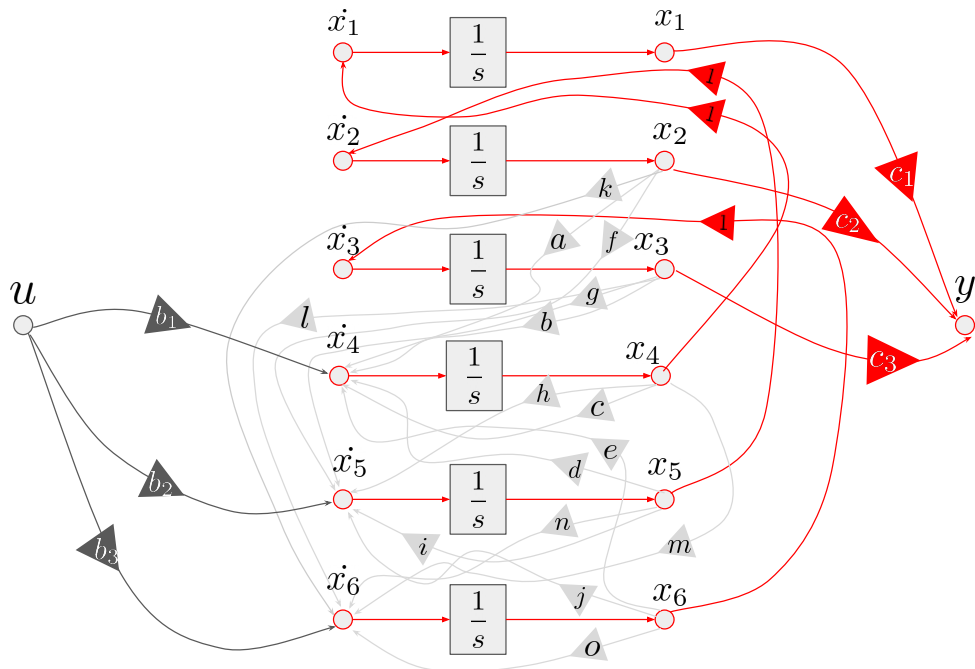 ẋ₁ 1/s x₁
1
1
ẋ₂ 1/s x₂
c₁
k
c₂
a f
ẋ₃ 1/s x₃
1
u y
g
b₁ l b
ẋ₄ 1/s x₄
c₃
h c
e
ẋ₅ 1/s x₅
b₂ d
n
b₃ i m
ẋ₆ 1/s x₆
j
o